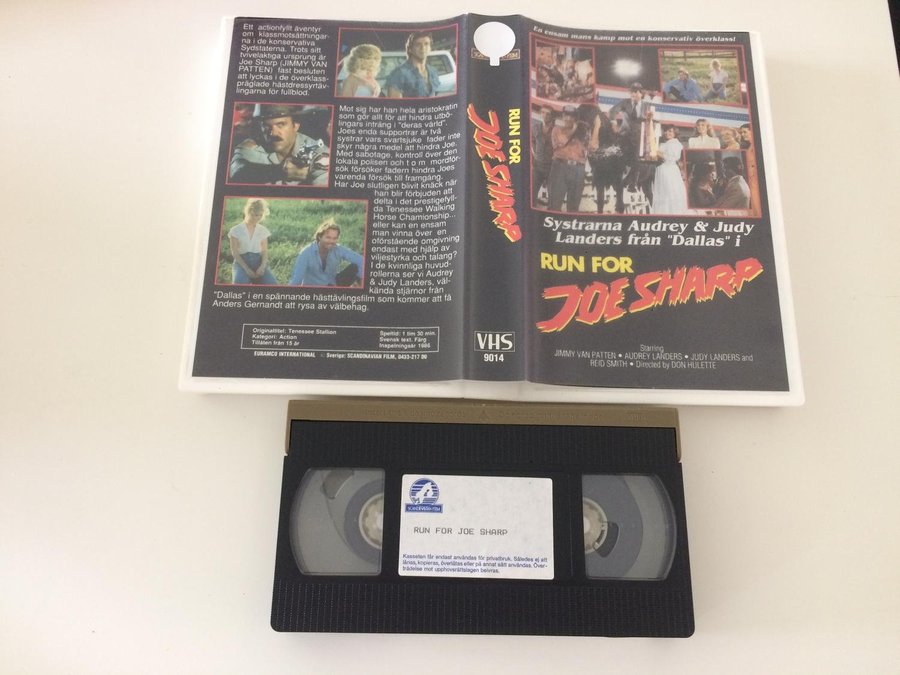 Ett actionfyllt äventyr
om klassmotsättningar-
na i de konservativa
Sydstaterna. Trots sitt
tvivelaktiga ursprung är
Joe Sharp (JIMMY VAN
PATTEN) fast besluten
att lyckas i de överklass-
präglade hästdressyrtäv-
lingarna för fullblod.
Mot sig har han hela aristokratin
som gör allt för att hindra utbö-
lingars intrång i "deras värld".
Joes enda supportrar är två
systrar vars svartsjuke fader inte
skyr några medel att hindra Joe.
Med sabotage, kontroll över den
lokala polisen och t o m mordför-
sök försöker fadern hindra Joes
varenda försök till framgång.
Har Joe slutligen blivit knäck när
han blir förbjuden att
delta i det prestigefyll-
da Tenessee Walking
Horse Chamionship...
eller kan en ensam
man vinna över en
oförstående omgivning
endast med hjälp av
viljestyrka och talang?
I de kvinnliga huvud-
rollerna ser vi Audrey
& Judy Landers, väl-
kända stjärnor från
"Dallas" i en spännande hästtävlingsfilm som kommer att få
Anders Gernandt att rysa av välbehag.
Originaltitel: Tenessee Stallion
Kategori: Action
Tillåten från 15 år
Speltid: 1 tim 30 min.
Svensk text. Färg
Inspelningsår 1986
EURAMCO INTERNATIONAL • Sverige: SCANDINAVIAN FILM, 0433-217 00
RUN FOR
JOE SHARP
VHS
9014
En ensam mans kamp mot en konservativ överklass!
Systrarna Audrey & Judy
Landers från "Dallas" i
RUN FOR
JOE SHARP
Starring
JIMMY VAN PATTEN • AUDREY LANDERS • JUDY LANDERS and
REID SMITH • Directed by DON HULETTE
RUN FOR JOE SHARP
Kassetten får endast användas för privatbruk. Således ej att
lånas, kopieras, överlåtas eller på annat sätt användas. Över-
trädelse mot upphovsrättslagen beivras.